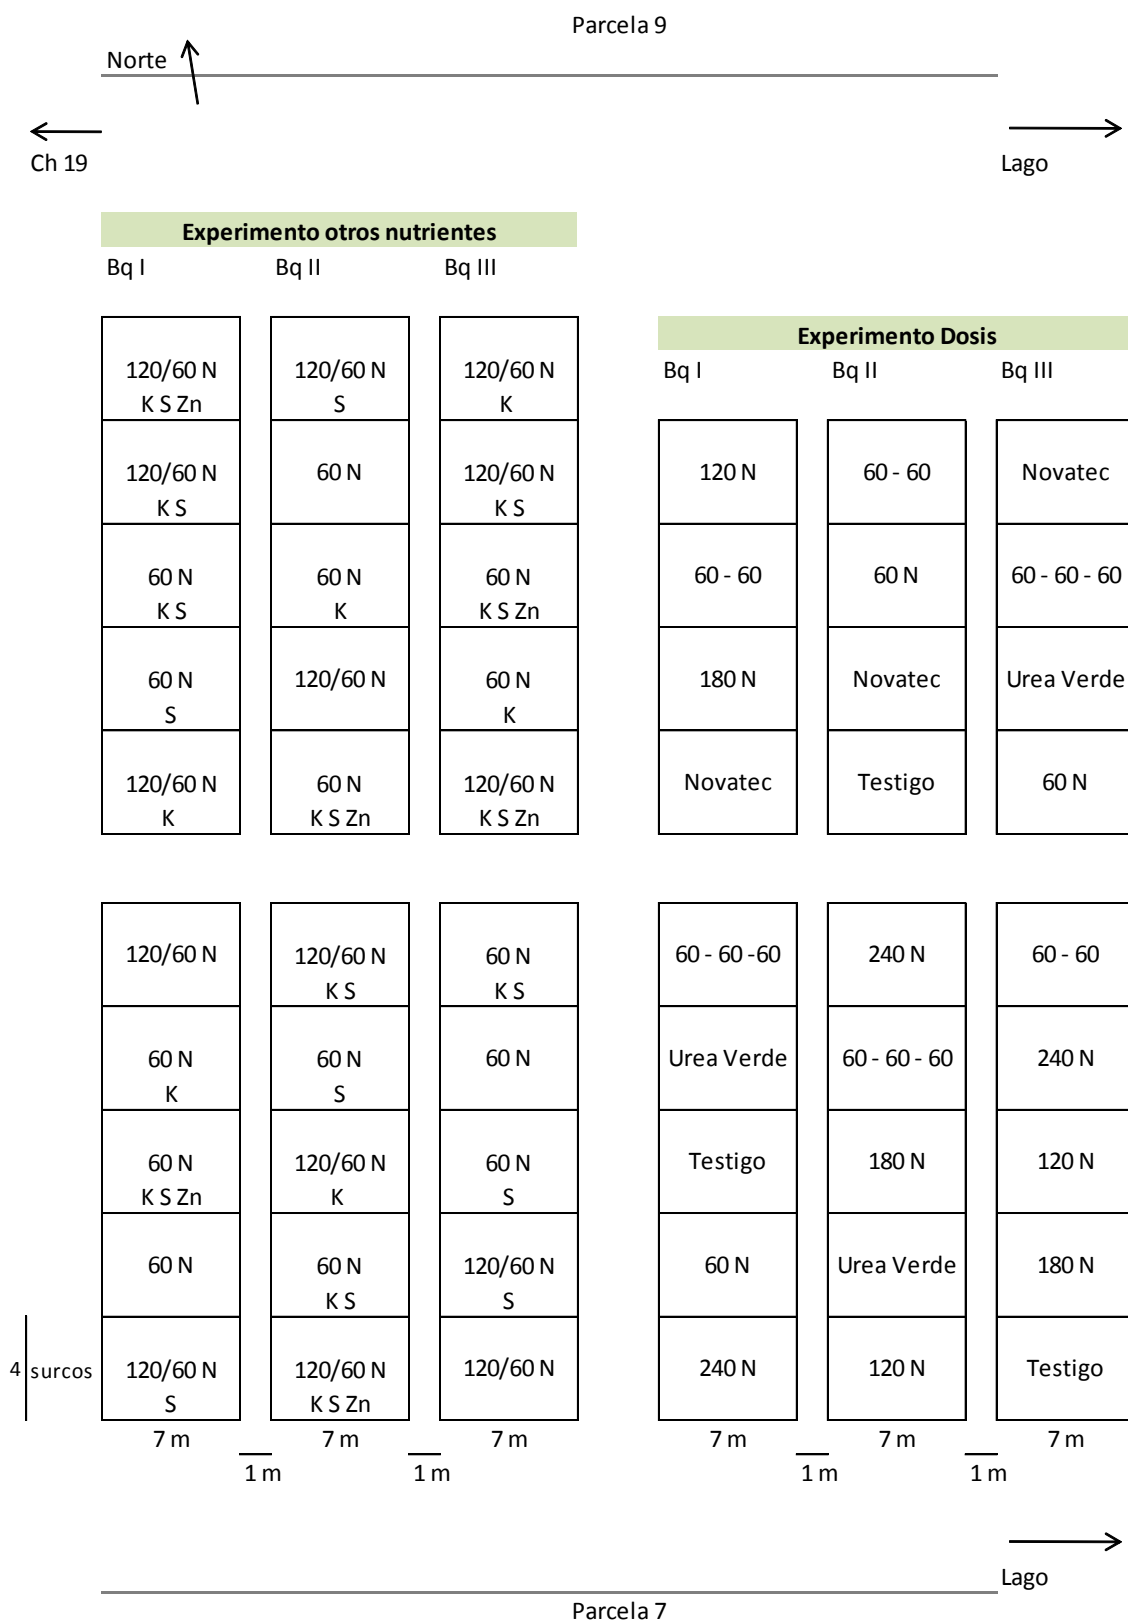 Parcela 9
Norte
Ch 19
Lago
Experimento otros nutrientes
Bq I Bq II Bq III
Experimento Dosis
120/60 N 120/60 N 120/60 N Bq I Bq II Bq III
K S Zn S K
120/60 N 60 N 120/60 N 120 N 60 - 60 Novatec
K S K S
60 N 60 N 60 N 60 - 60 60 N 60 - 60 - 60
K S K K S Zn
60 N 120/60 N 60 N 180 N Novatec Urea Verde
S K
120/60 N 60 N 120/60 N Novatec Testigo 60 N
K K S Zn K S Zn
120/60 N 120/60 N 60 N 60 - 60 -60 240 N 60 - 60
K S K S
60 N 60 N 60 N Urea Verde 60 - 60 - 60 240 N
K S
60 N 120/60 N 60 N Testigo 180 N 120 N
K S Zn K S
60 N 60 N 120/60 N 60 N Urea Verde 180 N
K S S
4 surcos 120/60 N 120/60 N 120/60 N 240 N 120 N Testigo
S K S Zn
7 m 7 m 7 m 7 m 7 m 7 m
1 m 1 m 1 m 1 m
Lago
Parcela 7